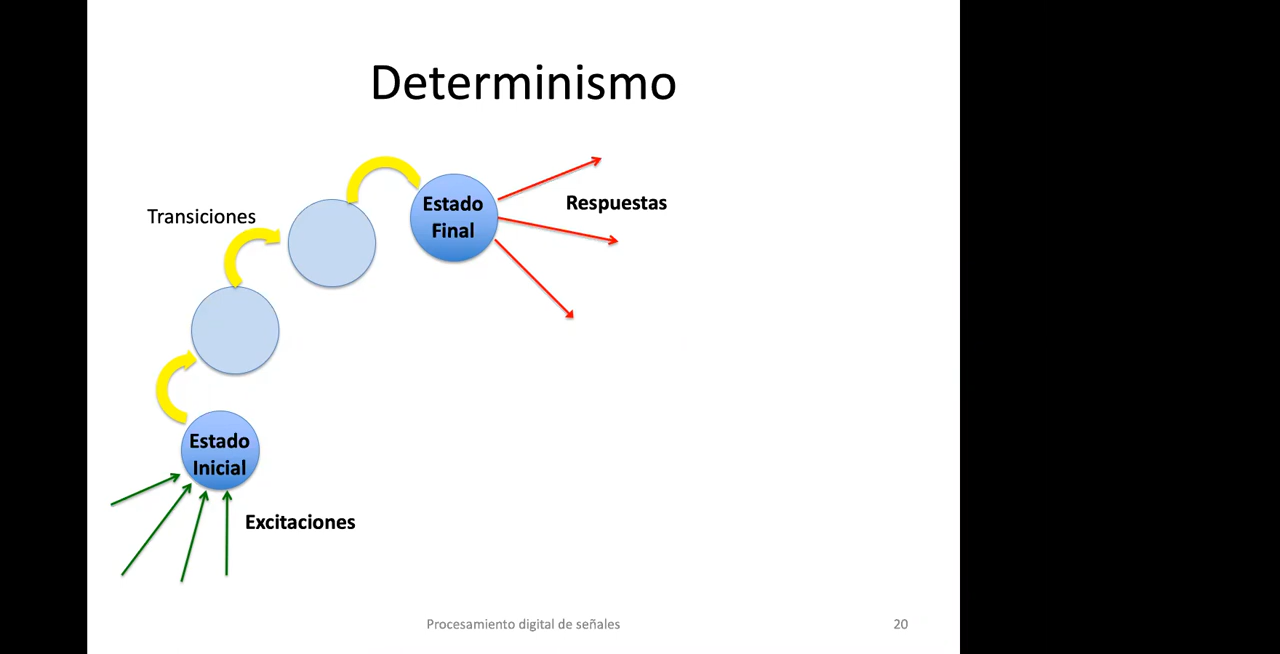 Determinismo
Transiciones
Estado
Final
Respuestas
Estado
Inicial
Excitaciones
Procesamiento digital de señales
20